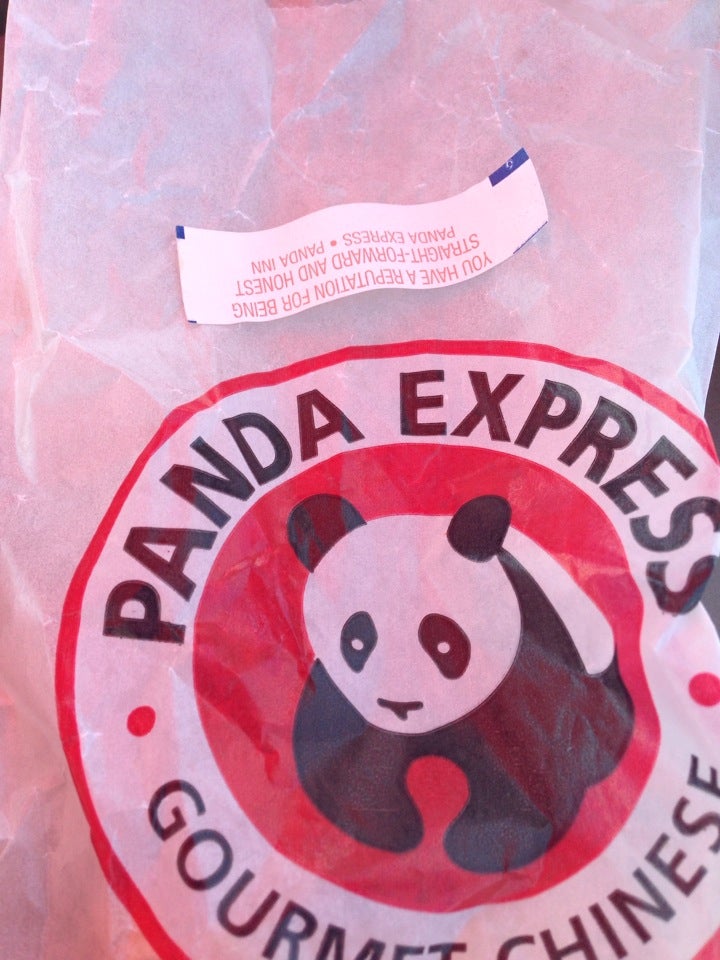 YOU HAVE A REPUTATION FOR BEING
STRAIGHT-FORWARD AND HONEST
PANDA EXPRESS • PANDA INN
PANDA EXPRESS
GOURMET CHINESE